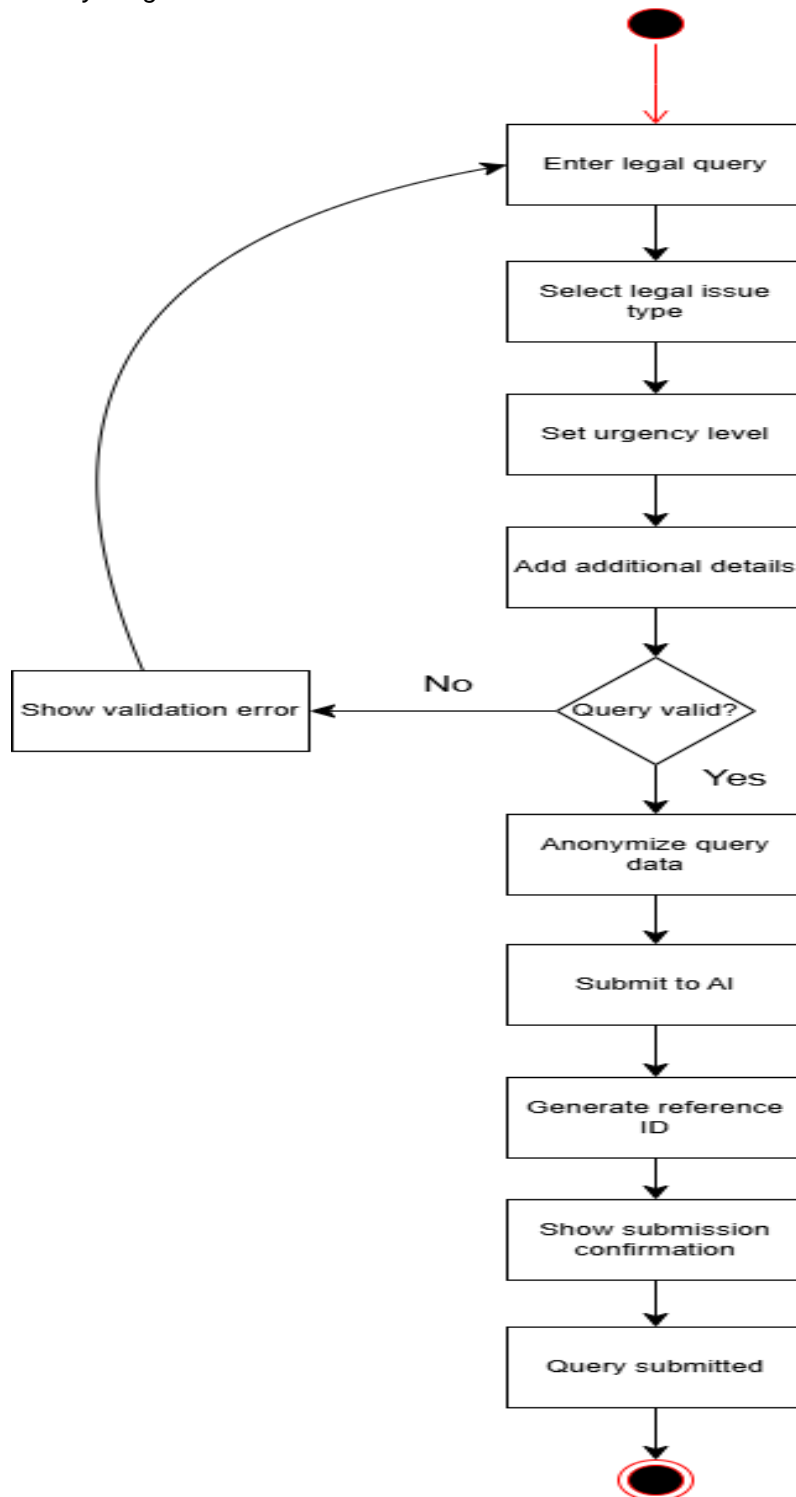 Enter legal query
Select legal issue
type
Set urgency level
Add additional details
Query valid?
No
Show validation error
Yes
Anonymize query
data
Submit to AI
Generate reference
ID
Show submission
confirmation
Query submitted